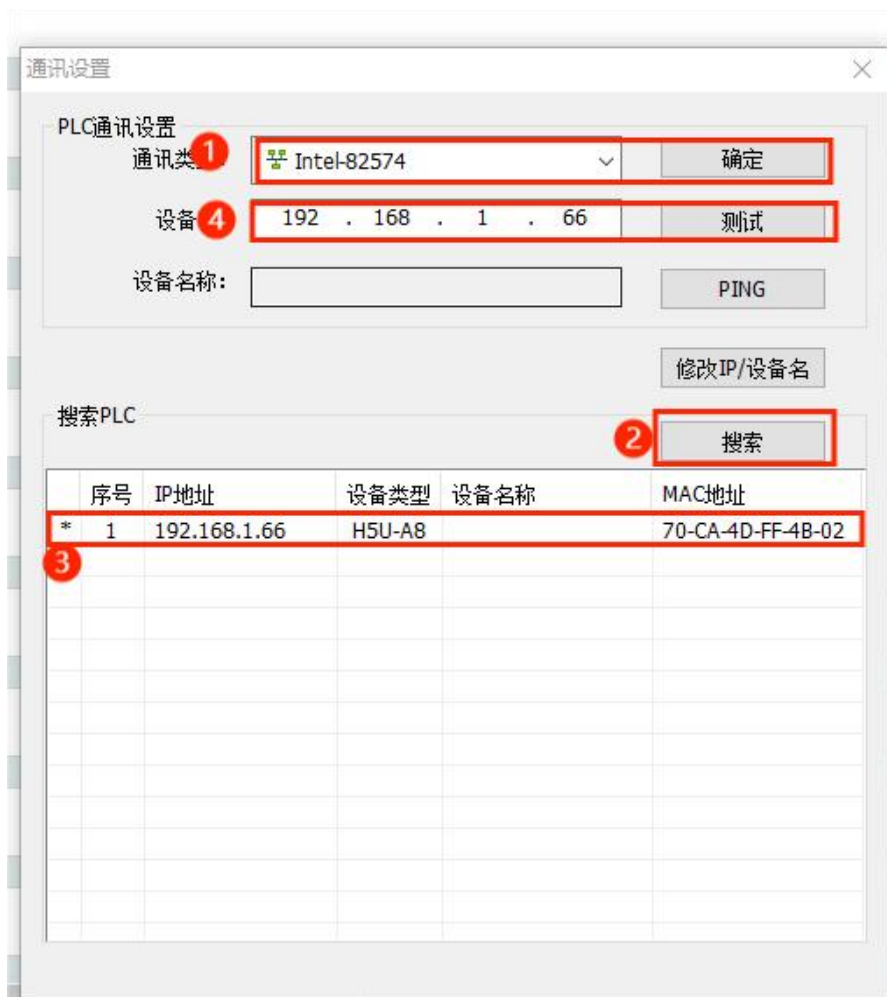 通讯设置
PLC通讯设置
通讯类 1 Intel-82574 确定
设备 4 192 . 168 . 1 . 66 测试
设备名称: PING
修改IP/设备名
搜索PLC
2 搜索
序号 IP地址 设备类型 设备名称 MAC地址
* 1 192.168.1.66 H5U-A8 70-CA-4D-FF-4B-02
3